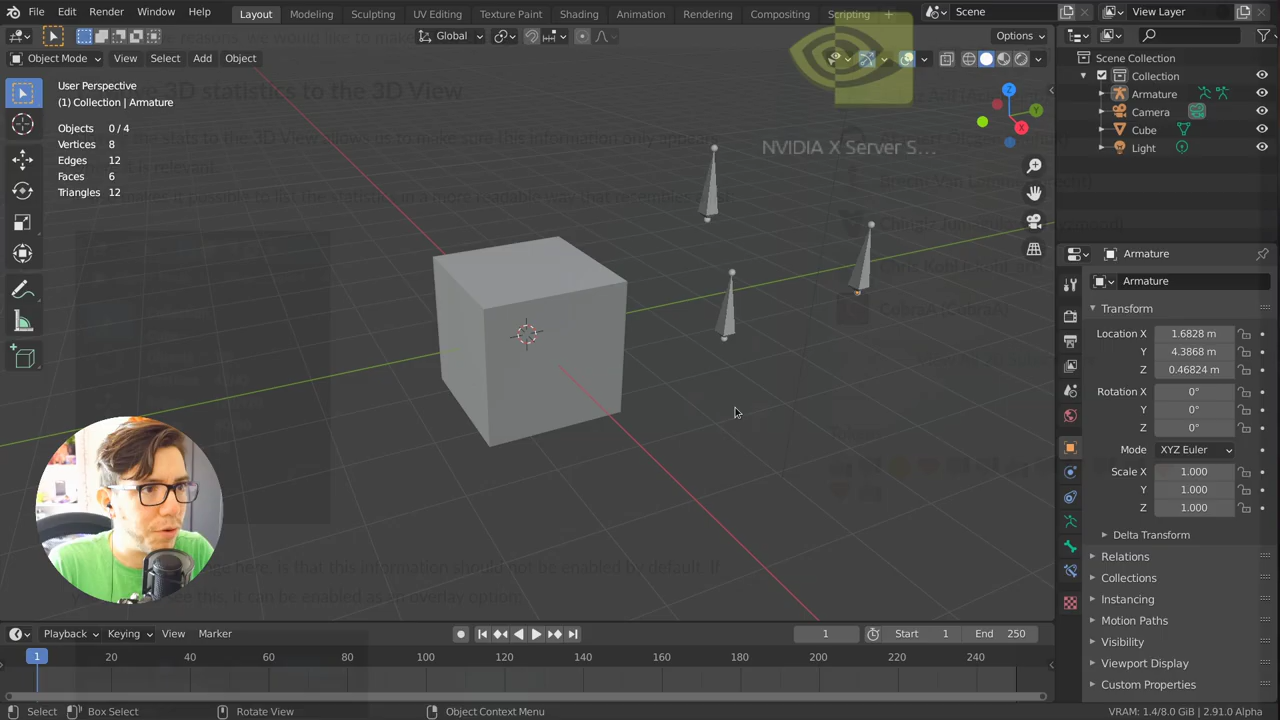 File Edit Render Window Help Layout Modeling Sculpting UV Editing Texture Paint Shading Animation Rendering Compositing Scripting + Scene View Layer
Global Options
Object Mode View Select Add Object
User Perspective
(1) Collection | Armature
Objects 0/4
Vertices 8
Edges 12
Faces 6
Triangles 12
3D statistics to the 3D View
the stats to the 3D View allows us to make sure this information only appears
is relevant.
possible to list the statistics in a more readable way that resembles
NVIDIA X Server S...
Z
Y
X
here, is that this information should not be enabled by default. If
this, it can be enabled as an overlay option
Scene Collection
Collection
Armature
Camera
Cube
Light
Armature
Armature
Transform
Location X 1.6828 m
Y 4.3868 m
Z 0.46824 m
Rotation X 0°
Y 0°
Z 0°
Mode XYZ Euler
Scale X 1.000
Y 1.000
Z 1.000
Delta Transform
Relations
Collections
Instancing
Motion Paths
Visibility
Viewport Display
Custom Properties
Playback Keying View Marker 1 Start 1 End 250
1 20 40 60 80 100 120 140 160 180 200 220 240
Select Box Select Rotate View Object Context Menu VRAM: 1.4/8.0 GiB | 2.91.0 Alpha